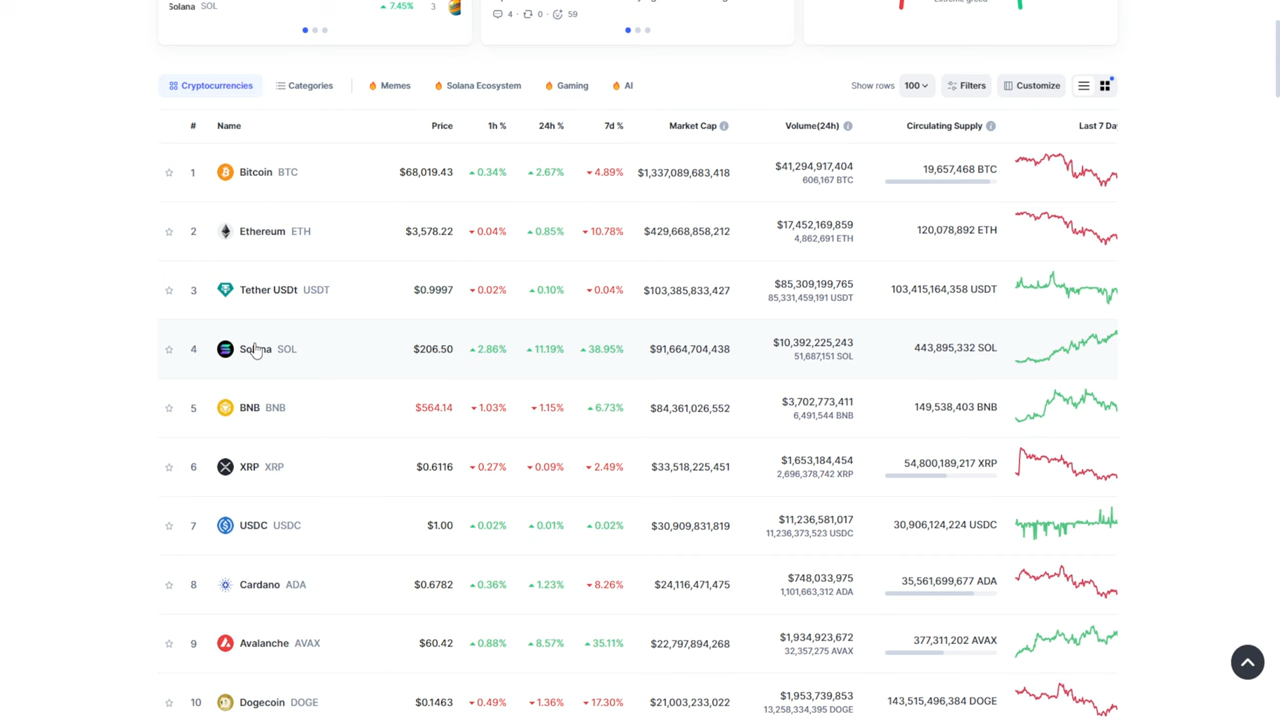 Solana SOL 7.45% 3
4 0 59
Extreme greed
Cryptocurrencies Categories Memes Solana Ecosystem Gaming AI Show rows 100 Filters Customize
# Name Price 1h % 24h % 7d % Market Cap Volume(24h) Circulating Supply Last 7 Day
1 Bitcoin BTC $68,019.43 0.34% 2.67% 4.89% $1,337,089,683,418 $41,294,917,404 19,657,468 BTC
606,167 BTC
2 Ethereum ETH $3,578.22 0.04% 0.85% 10.78% $429,668,858,212 $17,452,169,859 120,078,892 ETH
4,862,691 ETH
3 Tether USDt USDT $0.9997 0.02% 0.10% 0.04% $103,385,833,427 $85,309,199,765 103,415,164,358 USDT
85,331,459,191 USDT
4 Solana SOL $206.50 2.86% 11.19% 38.95% $91,664,704,438 $10,392,225,243 443,895,332 SOL
51,687,151 SOL
5 BNB BNB $564.14 1.03% 1.15% 6.73% $84,361,026,552 $3,702,773,411 149,538,403 BNB
6,491,544 BNB
6 XRP XRP $0.6116 0.27% 0.09% 2.49% $33,518,225,451 $1,653,184,454 54,800,189,217 XRP
2,696,378,742 XRP
7 USDC USDC $1.00 0.02% 0.01% 0.02% $30,909,831,819 $11,236,581,017 30,906,124,224 USDC
11,236,373,523 USDC
8 Cardano ADA $0.6782 0.36% 1.23% 8.26% $24,116,471,475 $748,033,975 35,561,699,677 ADA
1,101,663,312 ADA
9 Avalanche AVAX $60.42 0.88% 8.57% 35.11% $22,797,894,268 $1,934,923,672 377,311,202 AVAX
32,357,275 AVAX
10 Dogecoin DOGE $0.1463 0.49% 1.36% 17.30% $21,003,233,022 $1,953,739,853 143,515,496,384 DOGE
13,258,334,395 DOGE